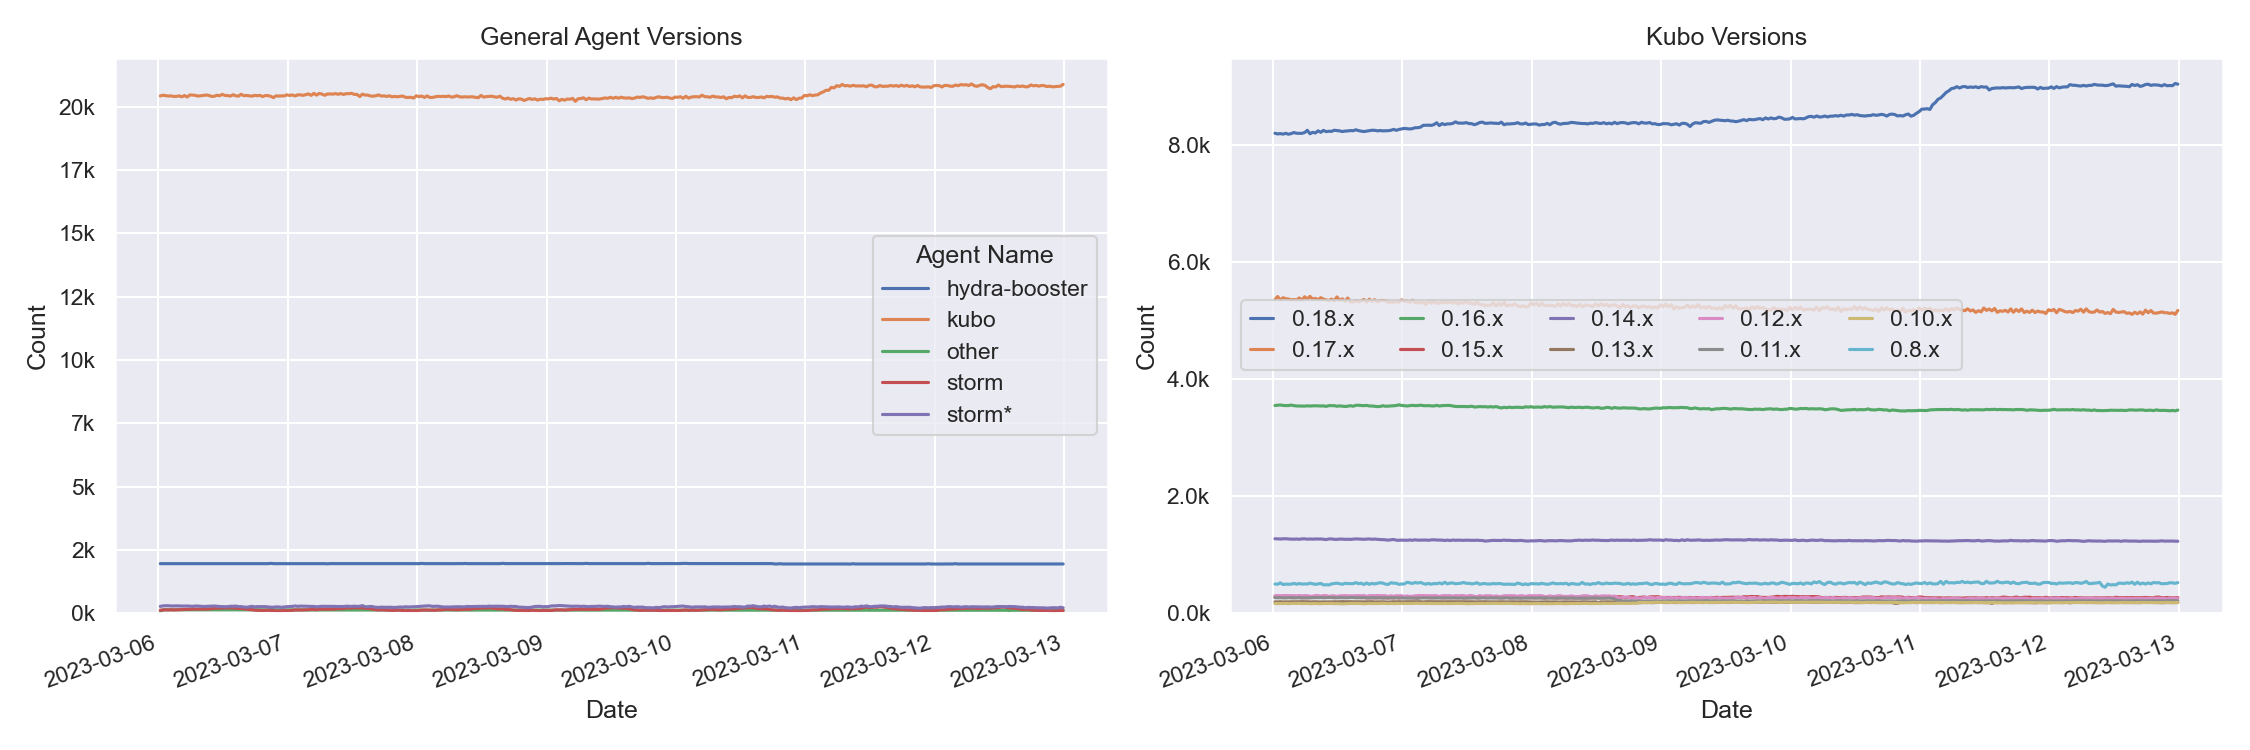 General Agent Versions
20k
17k
15k
12k
10k
7k
5k
2k
0k
Count
Agent Name
hydra-booster
kubo
other
storm
storm*
2023-03-06
2023-03-07
2023-03-08
2023-03-09
2023-03-10
2023-03-11
2023-03-12
2023-03-13
Date
Kubo Versions
8.0k
6.0k
4.0k
2.0k
0.0k
Count
0.18.x 0.16.x 0.14.x 0.12.x 0.10.x
0.17.x 0.15.x 0.13.x 0.11.x 0.8.x
2023-03-06
2023-03-07
2023-03-08
2023-03-09
2023-03-10
2023-03-11
2023-03-12
2023-03-13
Date